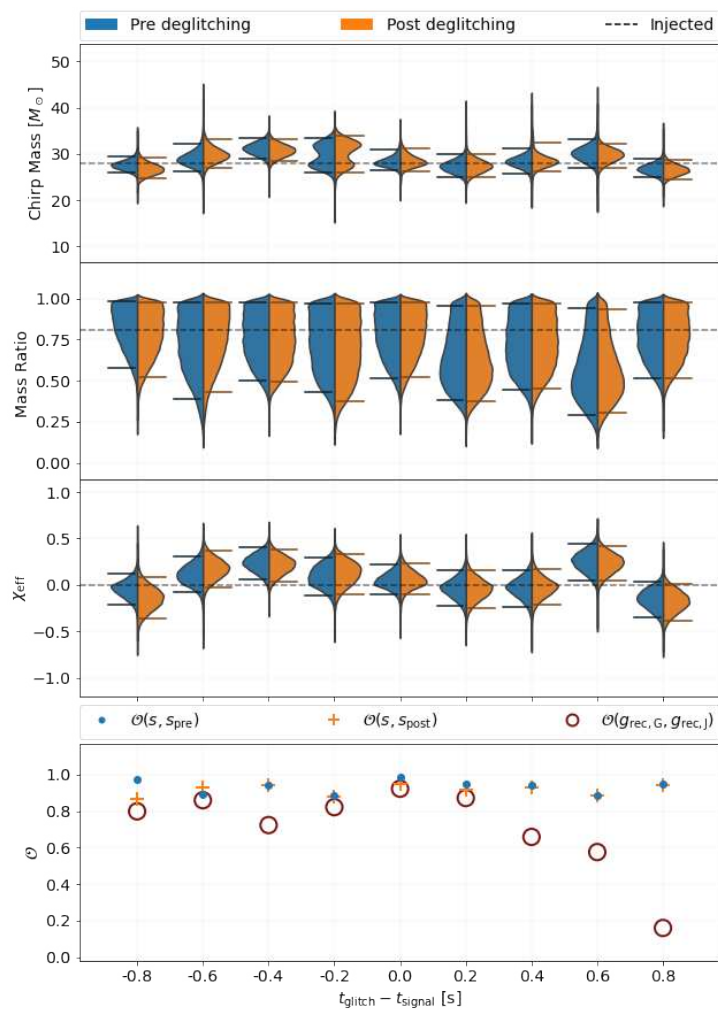 Pre deglitching Post deglitching Injected
50
40
30
20
10
Chirp Mass [M⊙]
1.00
0.75
0.50
0.25
0.00
Mass Ratio
1.0
0.5
0.0
−0.5
−1.0
χeff
𝒪(s, spre) 𝒪(s, spost) 𝒪(grec, G, grec, J)
1.0
0.8
0.6
0.4
0.2
0.0
𝒪
-0.8 -0.6 -0.4 -0.2 0.0 0.2 0.4 0.6 0.8
tglitch − tsignal [s]